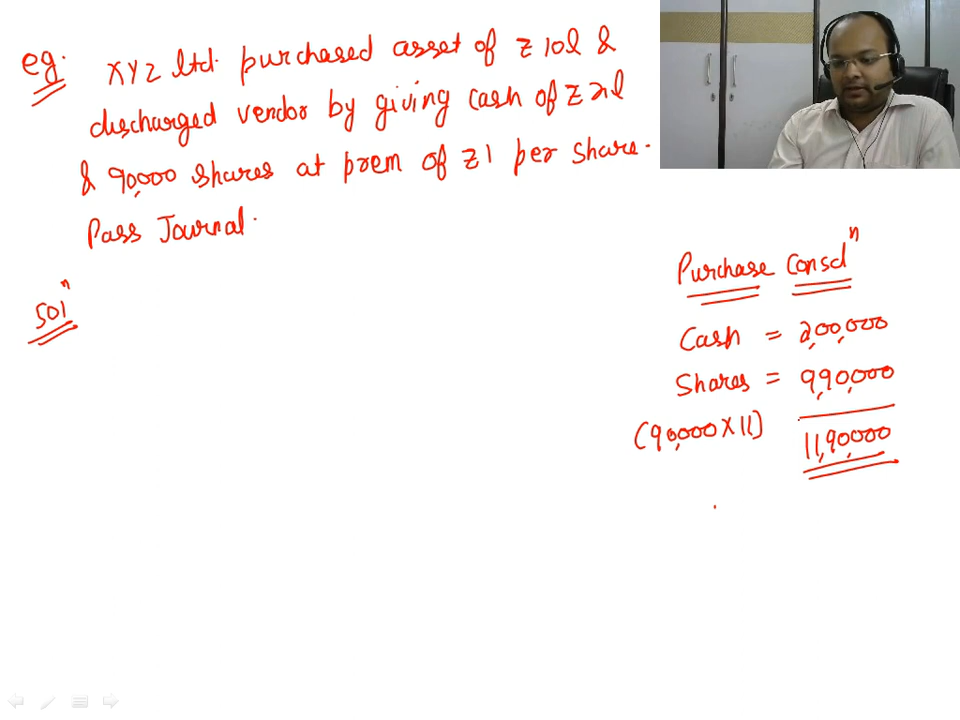 eg. XYZ ltd. purchased asset of ₹10l &
discharged vendor by giving cash of ₹2l
& 90,000 shares at prem of ₹1 per share.
Pass Journal.
Solⁿ
Purchase Consdⁿ
Cash = 2,00,000
Shares = 9,90,000
(90,000 X 11)
11,90,000